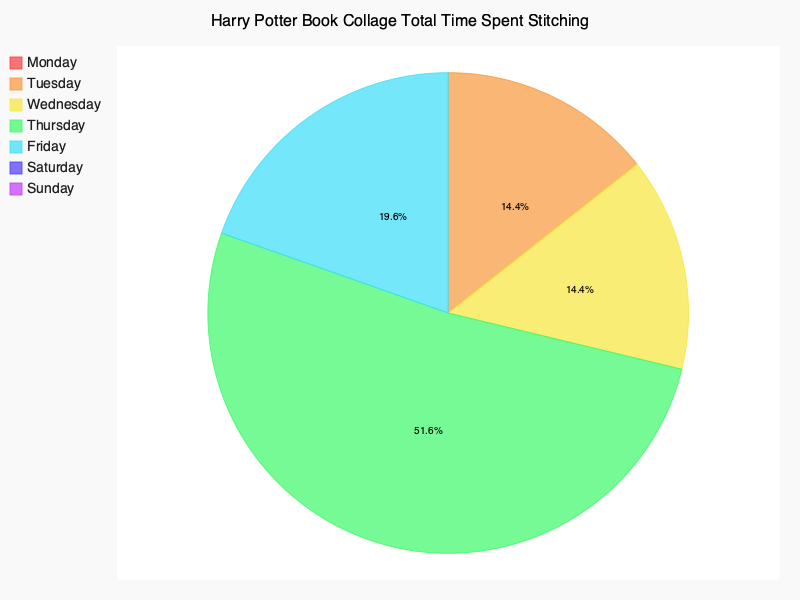 Harry Potter Book Collage Total Time Spent Stitching
Monday
Tuesday
Wednesday
Thursday
Friday
Saturday
Sunday
14.4%
19.6%
14.4%
51.6%